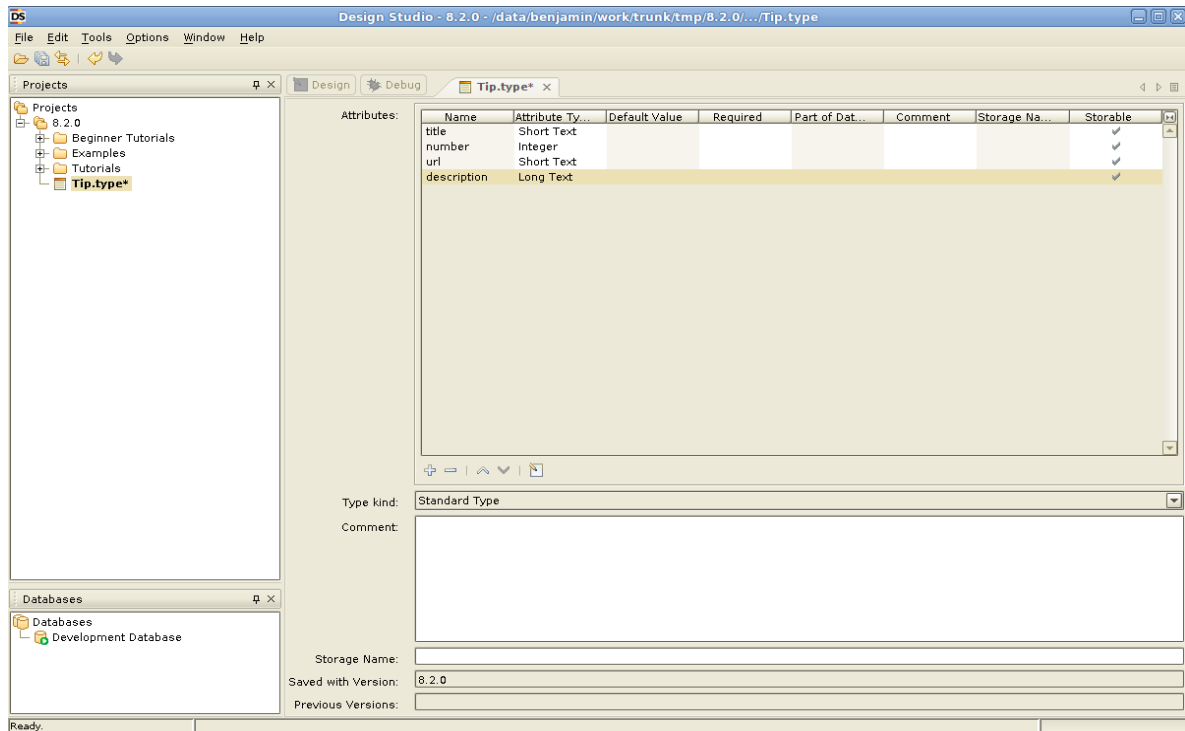 DS Design Studio - 8.2.0 - /data/benjamin/work/trunk/tmp/8.2.0/.../Tip.type
File Edit Tools Options Window Help
Projects
Design Debug Tip.type*
Projects
8.2.0
Beginner Tutorials
Examples
Tutorials
Tip.type*
Attributes:
Name Attribute Ty... Default Value Required Part of Dat... Comment Storage Na... Storable
title Short Text
number Integer
url Short Text
description Long Text
Type kind: Standard Type
Comment:
Databases
Databases
Development Database
Storage Name:
Saved with Version: 8.2.0
Previous Versions:
Ready.